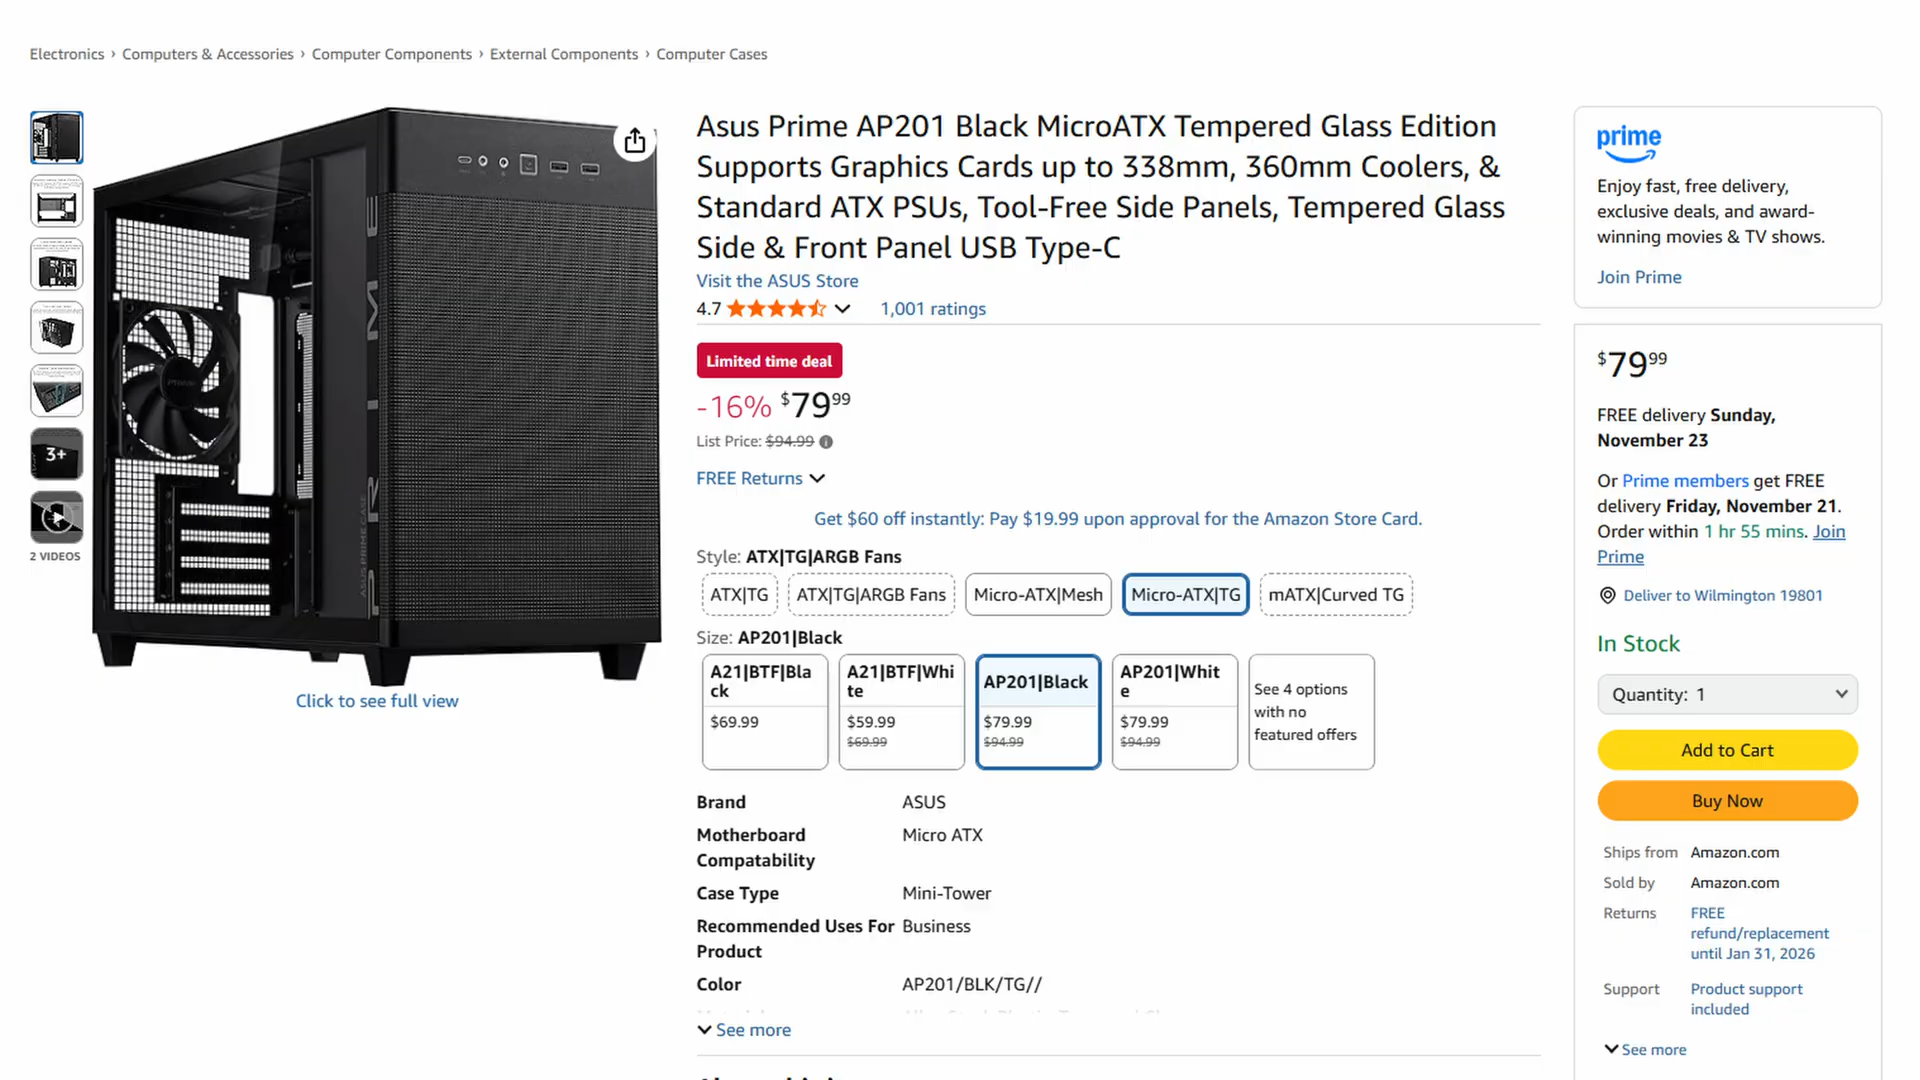 Electronics › Computers & Accessories › Computer Components › External Components › Computer Cases
3+
2 VIDEOS
PRIME
ASUS PRIME CASE
Click to see full view
Asus Prime AP201 Black MicroATX Tempered Glass Edition
Supports Graphics Cards up to 338mm, 360mm Coolers, &
Standard ATX PSUs, Tool-Free Side Panels, Tempered Glass
Side & Front Panel USB Type-C
Visit the ASUS Store
4.7 1,001 ratings
Limited time deal
-16% $79.99
List Price: $94.99
FREE Returns
Get $60 off instantly: Pay $19.99 upon approval for the Amazon Store Card.
Style: ATX|TG|ARGB Fans
ATX|TG ATX|TG|ARGB Fans Micro-ATX|Mesh Micro-ATX|TG mATX|Curved TG
Size: AP201|Black
A21|BTF|Bla
ck
$69.99
A21|BTF|Whi
te
$59.99
$69.99
AP201|Black
$79.99
$94.99
AP201|Whit
e
$79.99
$94.99
See 4 options
with no
featured offers
Brand ASUS
Motherboard Micro ATX
Compatability
Case Type Mini-Tower
Recommended Uses For Business
Product
Color AP201/BLK/TG//
See more
prime
Enjoy fast, free delivery,
exclusive deals, and award-
winning movies & TV shows.
Join Prime
$79.99
FREE delivery Sunday,
November 23
Or Prime members get FREE
delivery Friday, November 21.
Order within 1 hr 55 mins. Join
Prime
Deliver to Wilmington 19801
In Stock
Quantity: 1
Add to Cart
Buy Now
Ships from Amazon.com
Sold by Amazon.com
Returns FREE
refund/replacement
until Jan 31, 2026
Support Product support
included
See more